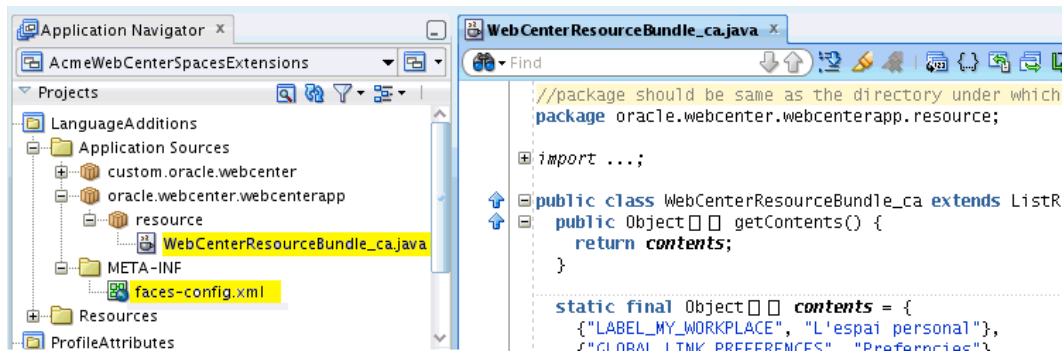 Application Navigator
AcmeWebCenterSpacesExtensions
Projects
LanguageAdditions
Application Sources
custom.oracle.webcenter
oracle.webcenter.webcenterapp
resource
WebCenterResourceBundle_ca.java
META-INF
faces-config.xml
Resources
ProfileAttributes
WebCenterResourceBundle_ca.java
Find
//package should be same as the directory under which
package oracle.webcenter.webcenterapp.resource;
import ...;
public class WebCenterResourceBundle_ca extends ListR
public Object[][] getContents() {
return contents;
}
static final Object[][] contents = {
{"LABEL_MY_WORKPLACE", "L'espai personal"},
{"GLOBAL_LINK_PREFERENCES", "Preferncies"},